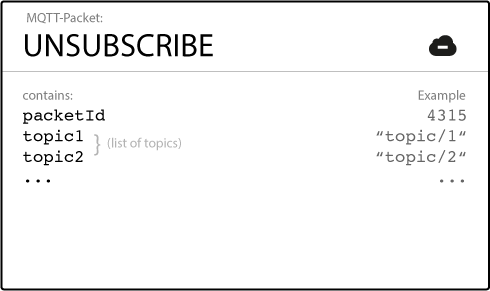 MQTT-Packet:
UNSUBSCRIBE
contains: Example
packetId 4315
topic1 “topic/1“
} (list of topics)
topic2 “topic/2“
... ...